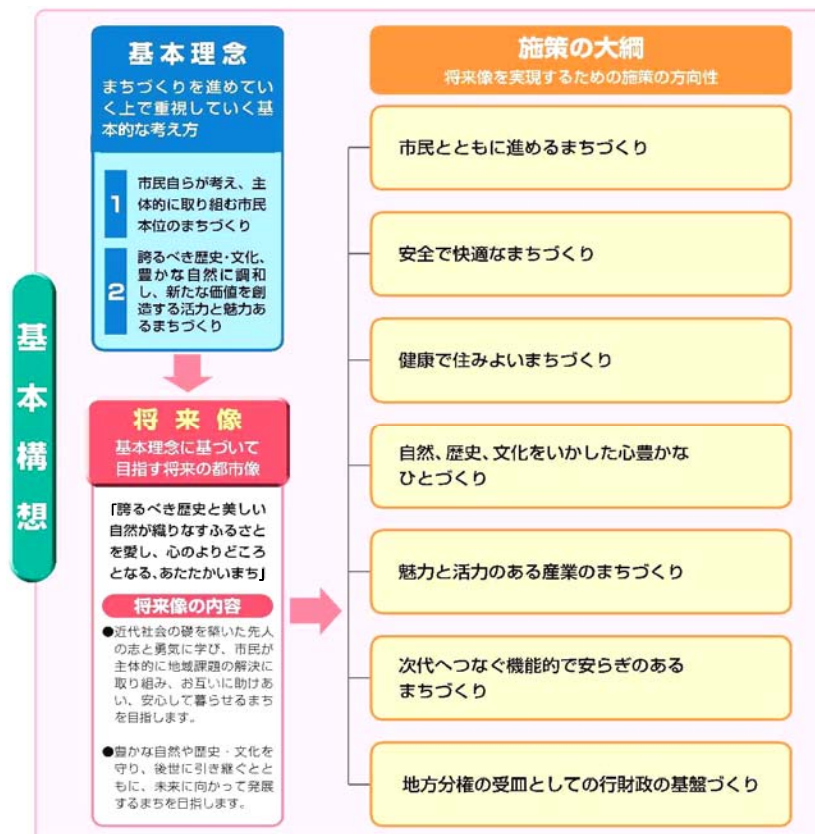 基本構想
基本理念
まちづくりを進めてい
く上で重視していく基
本的な考え方
1
市民自らが考え、主
体的に取り組む市民
本位のまちづくり
2
誇るべき歴史・文化、
豊かな自然に調和
し、新たな価値を創
造する活力と魅力あ
るまちづくり
将来像
基本理念に基づいて
目指す将来の都市像
「誇るべき歴史と美しい
自然が織りなすふるさと
を愛し、心のよりどころ
となる、あたたかいまち」
将来像の内容
●近代社会の礎を築いた先人
の志と勇気に学び、市民が
主体的に地域課題の解決に
取り組み、お互いに助けあ
い、安心して暮らせるまち
を目指します。
●豊かな自然や歴史・文化を
守り、後世に引き継ぐとと
もに、未来に向かって発展
するまちを目指します。
施策の大綱
将来像を実現するための施策の方向性
市民とともに進めるまちづくり
安全で快適なまちづくり
健康で住みよいまちづくり
自然、歴史、文化をいかした心豊かな
ひとづくり
魅力と活力のある産業のまちづくり
次代へつなぐ機能的で安らぎのある
まちづくり
地方分権の受皿としての行財政の基盤づくり